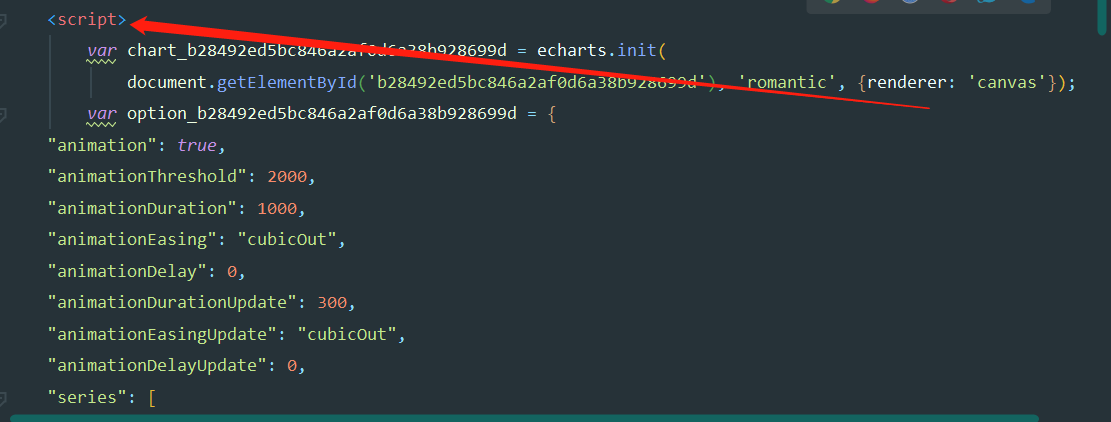 <script>
var chart_b28492ed5bc846a2af0d6a38b928699d = echarts.init(
document.getElementById('b28492ed5bc846a2af0d6a38b928699d'), 'romantic', {renderer: 'canvas'});
var option_b28492ed5bc846a2af0d6a38b928699d = {
"animation": true,
"animationThreshold": 2000,
"animationDuration": 1000,
"animationEasing": "cubicOut",
"animationDelay": 0,
"animationDurationUpdate": 300,
"animationEasingUpdate": "cubicOut",
"animationDelayUpdate": 0,
"series": [